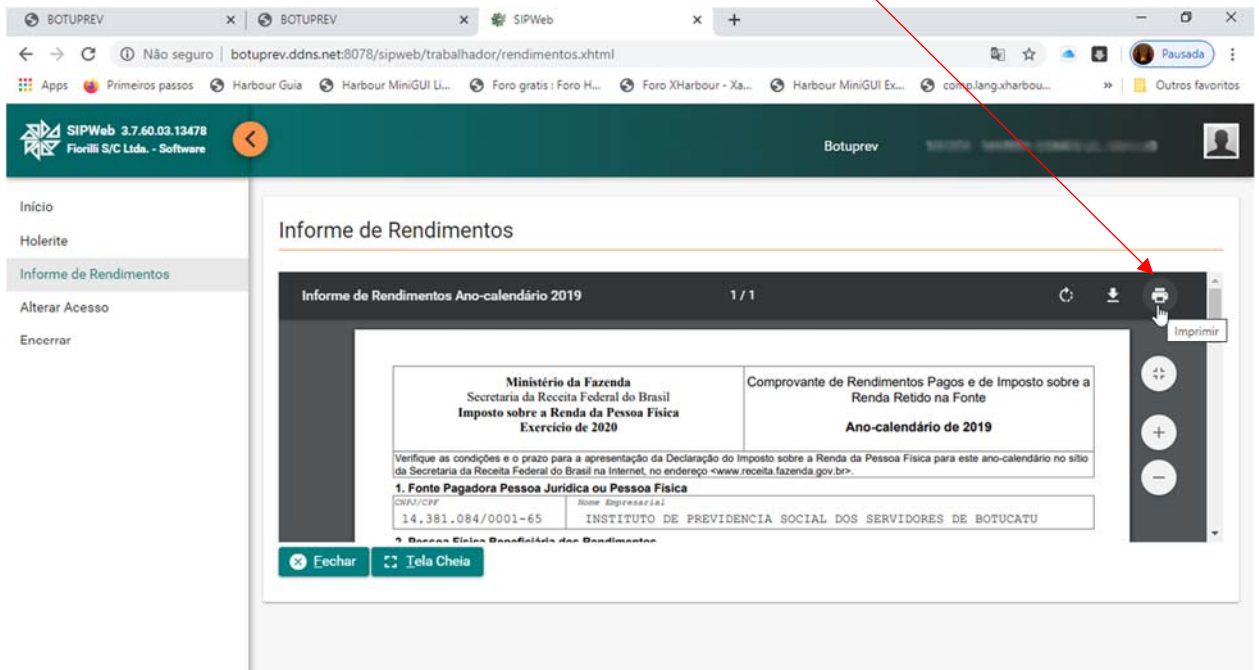 BOTUPREV
BOTUPREV
SIPWeb
Não seguro
botuprev.ddns.net:8078/sipweb/trabalhador/rendimentos.xhtml
Pausada
Apps
Primeiros passos
Harbour Guia
Harbour MiniGUI Li...
Foro gratis : Foro H...
Foro XHarbour - Xa...
Harbour MiniGUI Ex...
comp.lang.xharbou...
»
Outros favoritos
SIPWeb 3.7.60.03.13478
Fiorilli S/C Ltda. - Software
Botuprev
Início
Holerite
Informe de Rendimentos
Alterar Acesso
Encerrar
Informe de Rendimentos
Informe de Rendimentos Ano-calendário 2019
1 / 1
Imprimir
Ministério da Fazenda
Secretaria da Receita Federal do Brasil
Imposto sobre a Renda da Pessoa Física
Exercício de 2020
Comprovante de Rendimentos Pagos e de Imposto sobre a
Renda Retido na Fonte
Ano-calendário de 2019
Verifique as condições e o prazo para a apresentação da Declaração do Imposto sobre a Renda da Pessoa Física para este ano-calendário no sítio
da Secretaria da Receita Federal do Brasil na Internet, no endereço <www.receita.fazenda.gov.br>.
1. Fonte Pagadora Pessoa Jurídica ou Pessoa Física
CNPJ/CPF
Nome Empresarial
14.381.084/0001-65
INSTITUTO DE PREVIDENCIA SOCIAL DOS SERVIDORES DE BOTUCATU
2. Pessoa Física Beneficiária dos Rendimentos
Fechar
Tela Cheia